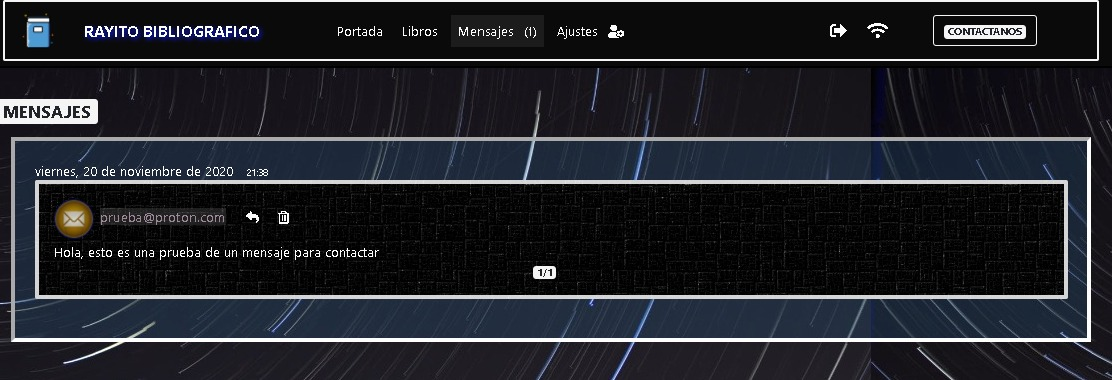 RAYITO BIBLIOGRAFICO Portada Libros Mensajes (1) Ajustes CONTACTANOS
MENSAJES
viernes, 20 de noviembre de 2020 21:38
prueba@proton.com
Hola, esto es una prueba de un mensaje para contactar
1/1